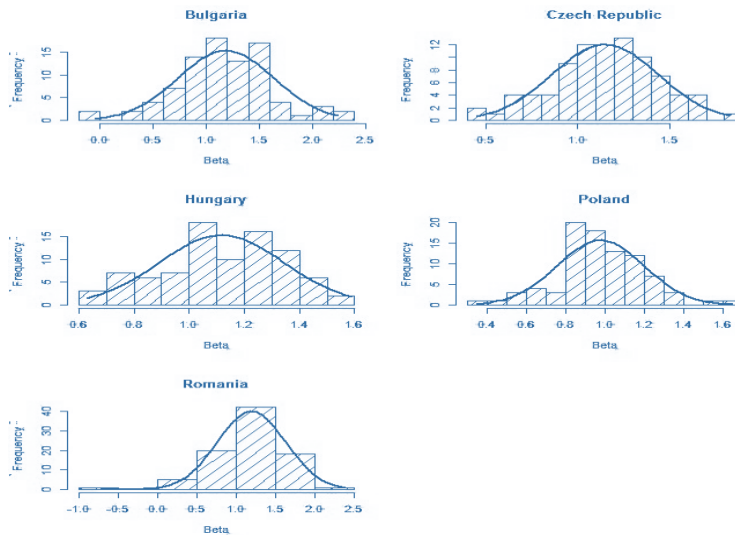 Bulgaria
Frequency
0 5 10 15
0.0 0.5 1.0 1.5 2.0 2.5
Beta
Czech Republic
Frequency
0 2 4 6 8 12
0.5 1.0 1.5
Beta
Hungary
Frequency
0 5 10 15
0.6 0.8 1.0 1.2 1.4 1.6
Beta
Poland
Frequency
0 5 10 15 20
0.4 0.6 0.8 1.0 1.2 1.4 1.6
Beta
Romania
Frequency
0 10 20 30 40
-1.0 -0.5 0.0 0.5 1.0 1.5 2.0 2.5
Beta